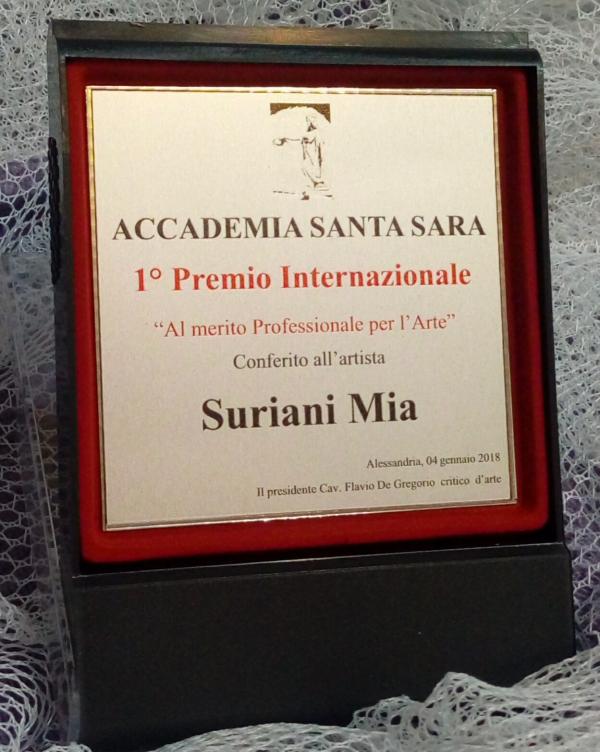 ACCADEMIA SANTA SARA
1° Premio Internazionale
“Al merito Professionale per l’Arte”
Conferito all’artista
Suriani Mia
Alessandria, 04 gennaio 2018
Il presidente Cav. Flavio De Gregorio critico d’arte